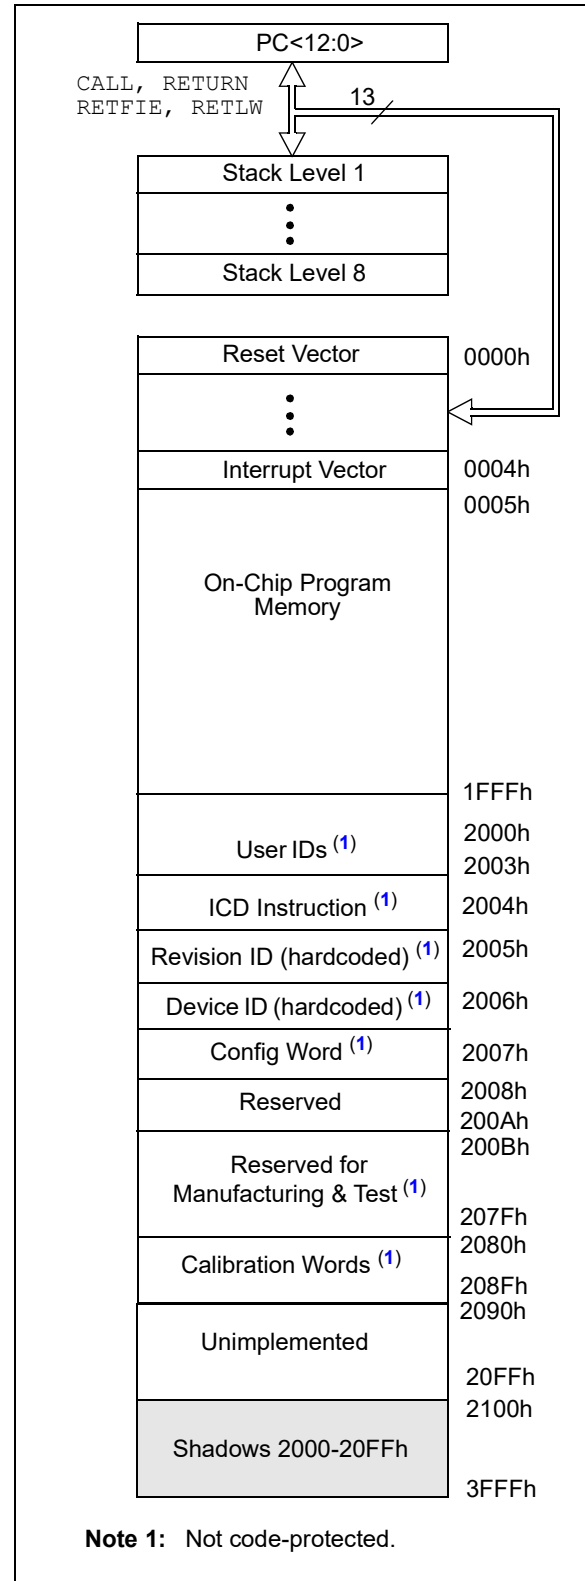 PC<12:0>
CALL, RETURN
RETFIE, RETLW
13
Stack Level 1
Stack Level 8
Reset Vector
0000h
Interrupt Vector
0004h
0005h
On-Chip Program
Memory
1FFFh
2000h
User IDs (1)
2003h
ICD Instruction (1)
2004h
Revision ID (hardcoded) (1)
2005h
Device ID (hardcoded) (1)
2006h
Config Word (1)
2007h
2008h
Reserved
200Ah
200Bh
Reserved for
Manufacturing & Test (1)
207Fh
2080h
Calibration Words (1)
208Fh
2090h
Unimplemented
20FFh
2100h
Shadows 2000-20FFh
3FFFh
Note 1: Not code-protected.